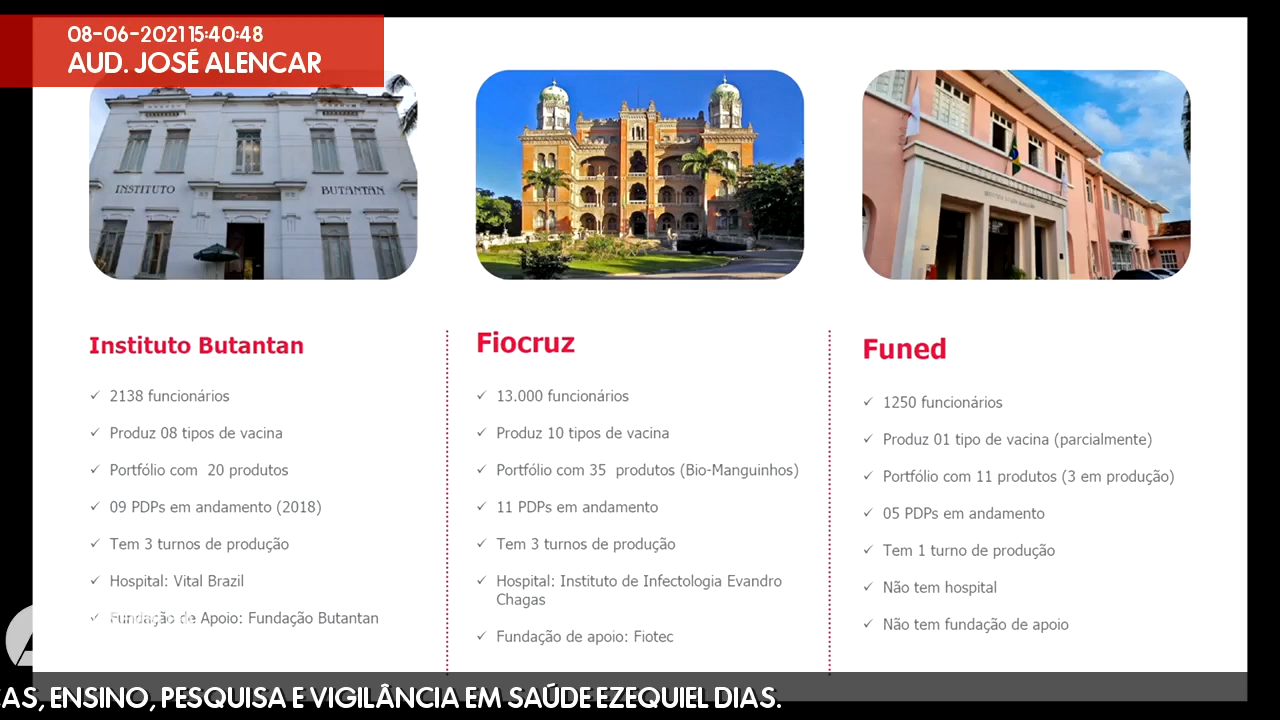 08-06-2021 15:40:48
AUD. JOSÉ ALENCAR
INSTITUTO BUTANTAN
Instituto Butantan
✓ 2138 funcionários
✓ Produz 08 tipos de vacina
✓ Portfólio com 20 produtos
✓ 09 PDPs em andamento (2018)
✓ Tem 3 turnos de produção
✓ Hospital: Vital Brazil
✓ Fundação de Apoio: Fundação Butantan
Fiocruz
✓ 13.000 funcionários
✓ Produz 10 tipos de vacina
✓ Portfólio com 35 produtos (Bio-Manguinhos)
✓ 11 PDPs em andamento
✓ Tem 3 turnos de produção
✓ Hospital: Instituto de Infectologia Evandro
Chagas
✓ Fundação de apoio: Fiotec
Funed
✓ 1250 funcionários
✓ Produz 01 tipo de vacina (parcialmente)
✓ Portfólio com 11 produtos (3 em produção)
✓ 05 PDPs em andamento
✓ Tem 1 turno de produção
✓ Não tem hospital
✓ Não tem fundação de apoio
ENSINO, PESQUISA E VIGILÂNCIA EM SAÚDE EZEQUIEL DIAS.